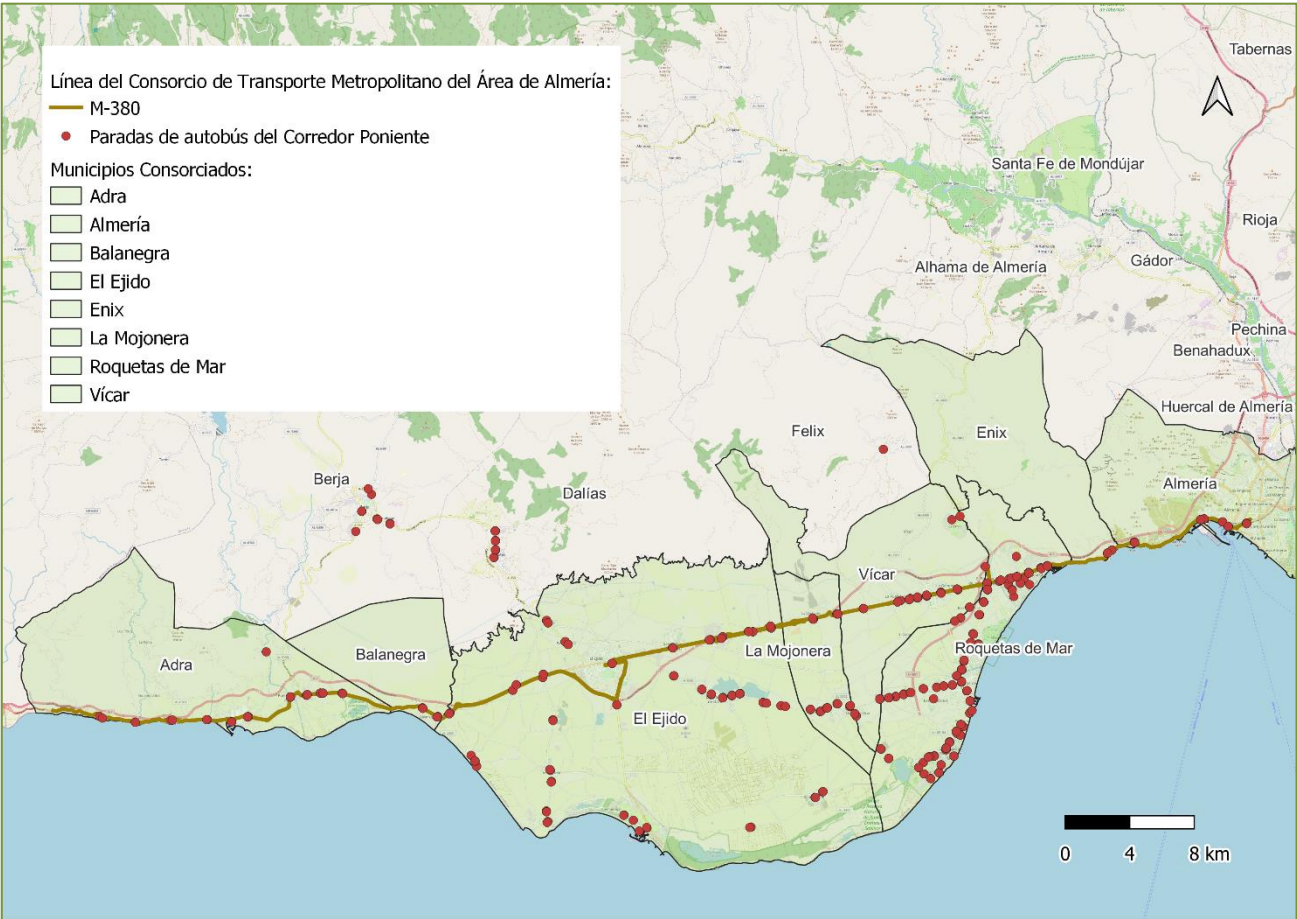 Línea del Consorcio de Transporte Metropolitano del Área de Almería:
M-380
Paradas de autobús del Corredor Poniente
Municipios Consorciados:
Adra
Almería
Balanegra
El Ejido
Enix
La Mojonera
Roquetas de Mar
Vícar
Tabernas
Santa Fe de Mondújar
Rioja
Gádor
Alhama de Almería
Pechina
Benahadux
Huercal de Almería
Felix
Enix
Berja
Dalías
Almería
Vícar
Adra
Balanegra
La Mojonera
Roquetas de Mar
El Ejido
0 4 8 km